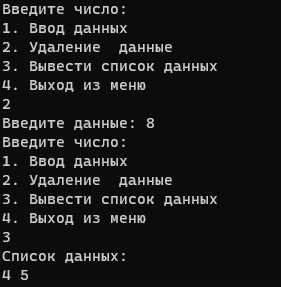 Введите число:
1. Ввод данных
2. Удаление  данные
3. Вывести список данных
4. Выход из меню
2
Введите данные: 8
Введите число:
1. Ввод данных
2. Удаление  данные
3. Вывести список данных
4. Выход из меню
3
Список данных:
4 5